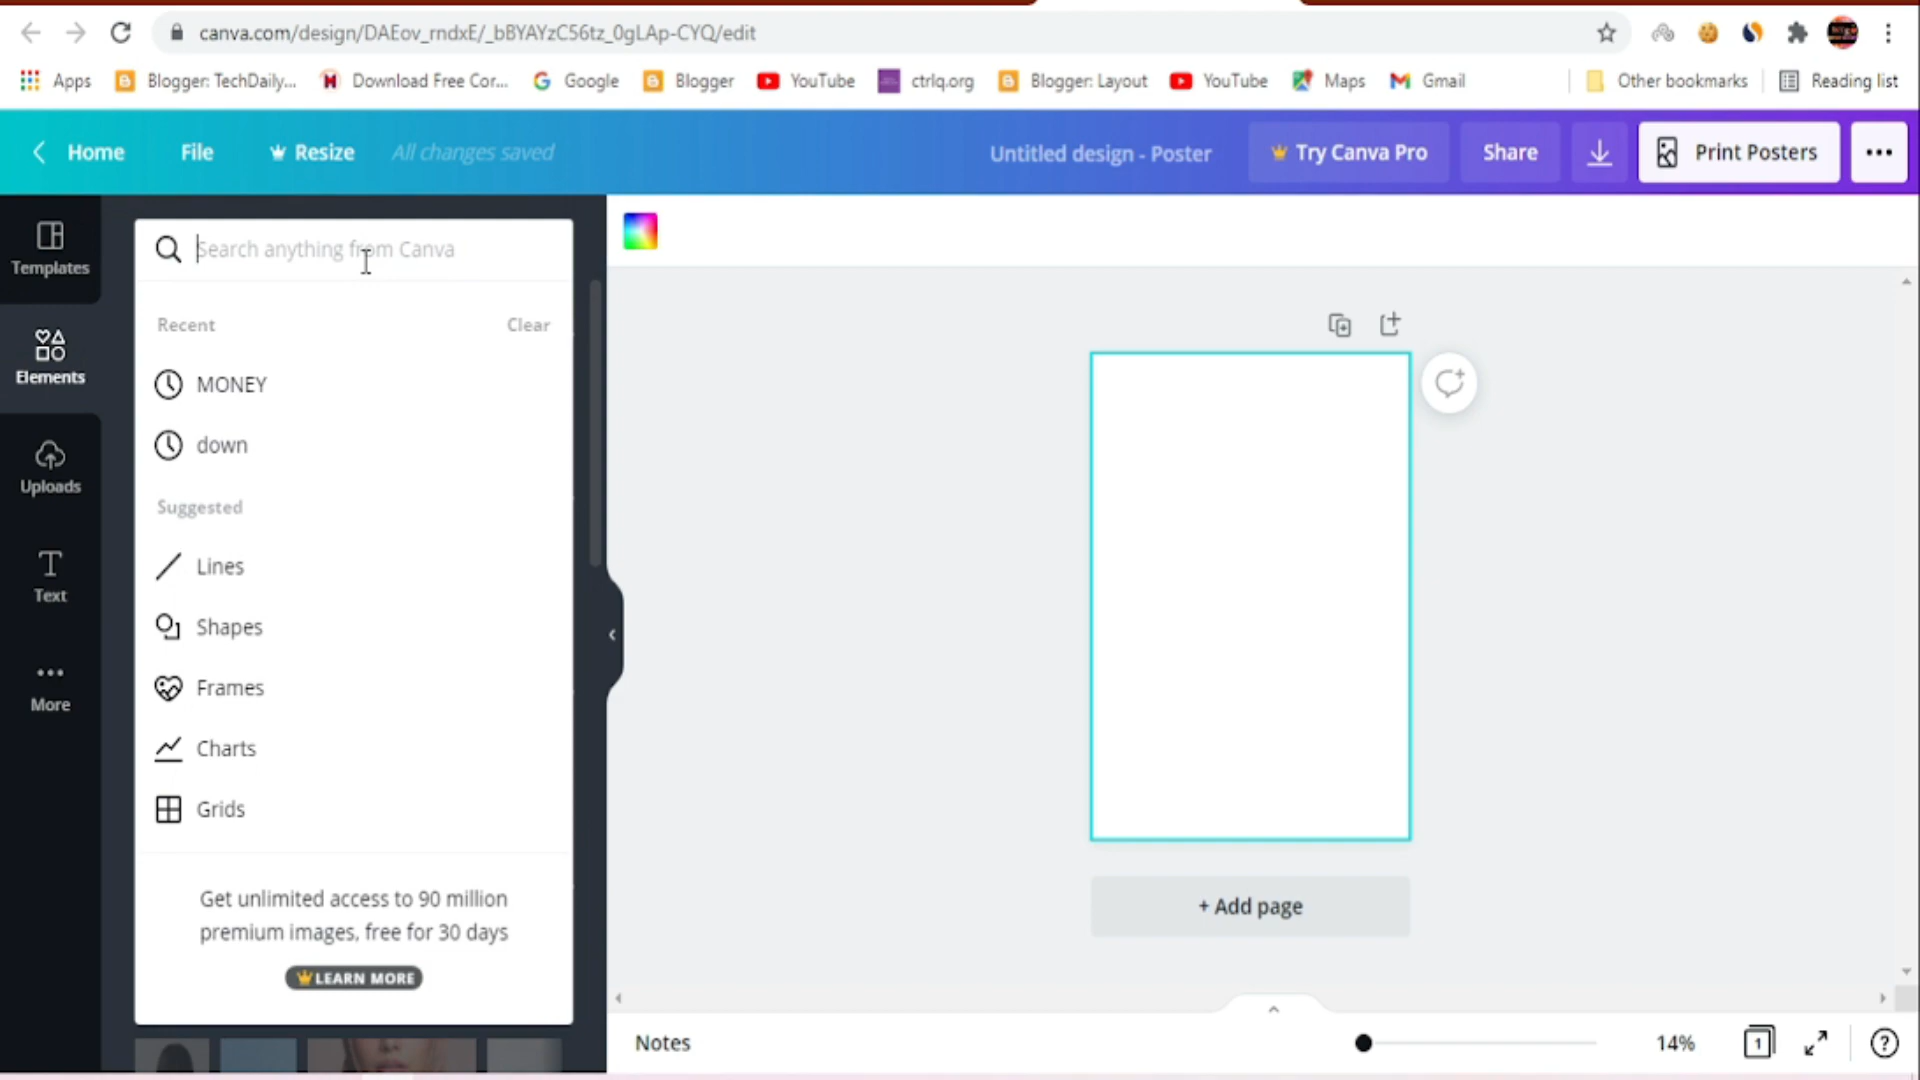 canva.com/design/DAEov_rndxE/_bBYAYzC56tz_0gLAp-CYQ/edit
Apps Blogger: TechDaily... Download Free Cor... Google Blogger YouTube ctrlq.org Blogger: Layout YouTube Maps Gmail Other bookmarks Reading list
Home File Resize All changes saved Untitled design - Poster Try Canva Pro Share Print Posters
Templates
Elements
Uploads
Text
More
Search anything from Canva
Recent Clear
MONEY
down
Suggested
Lines
Shapes
Frames
Charts
Grids
Get unlimited access to 90 million
premium images, free for 30 days
LEARN MORE
+ Add page
Notes 14% 1 ?